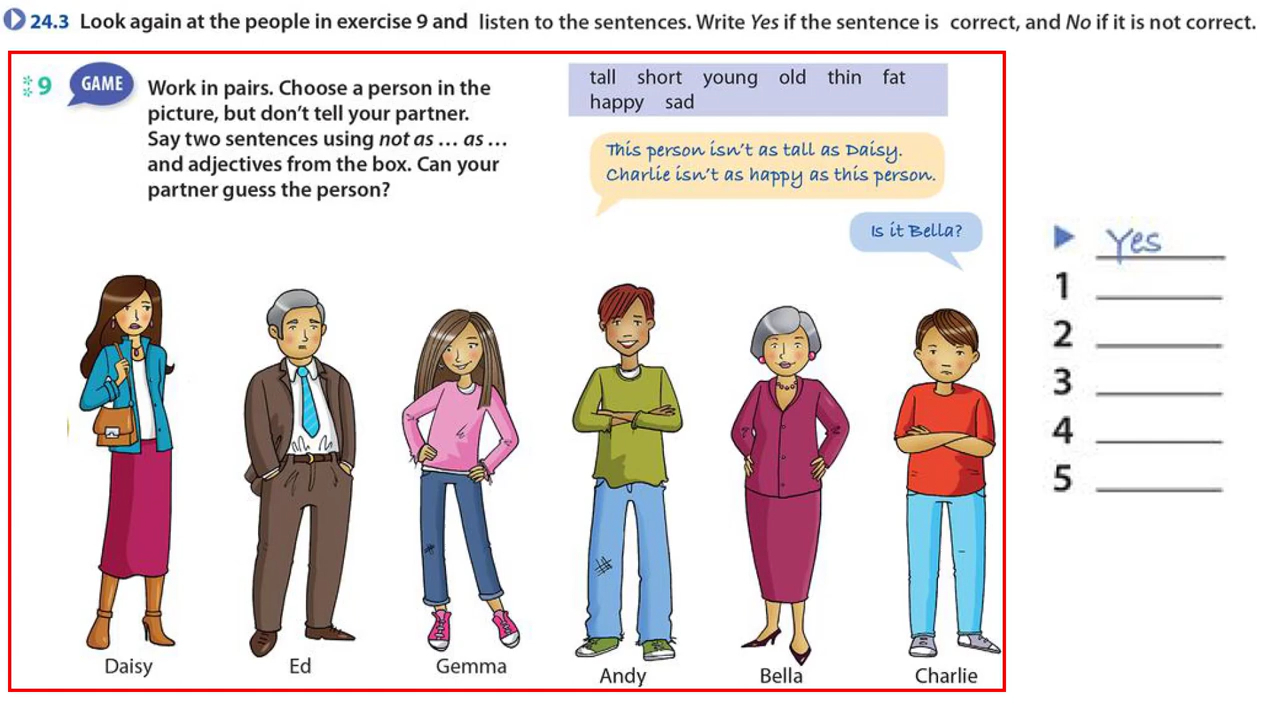 24.3 Look again at the people in exercise 9 and listen to the sentences. Write Yes if the sentence is correct, and No if it is not correct.
9 GAME Work in pairs. Choose a person in the
picture, but don't tell your partner.
Say two sentences using not as ... as ...
and adjectives from the box. Can your
partner guess the person?
tall short young old thin fat
happy sad
This person isn't as tall as Daisy.
Charlie isn't as happy as this person.
Is it Bella?
Yes
1
2
3
4
5
Daisy Ed Gemma Andy Bella Charlie